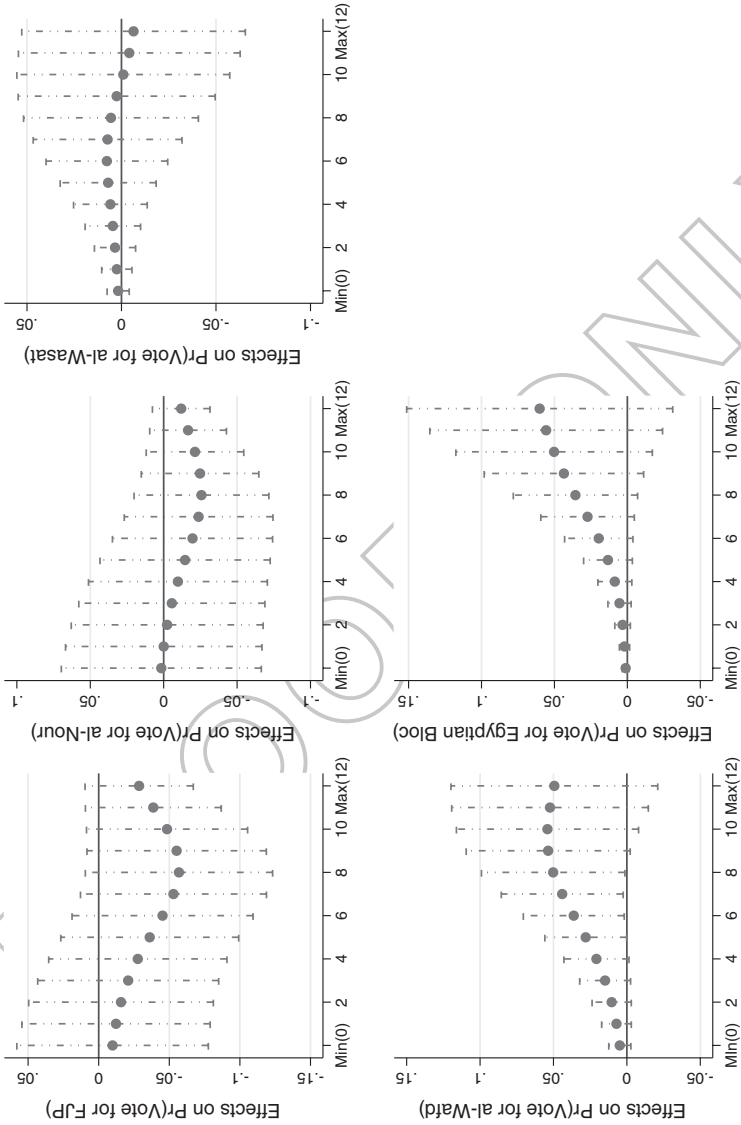 Effects on Pr(Vote for FJP)
.05
0
-.05
-.1
-.15
Min(0) 2 4 6 8 10 Max(12)
Effects on Pr(Vote for al-Nour)
.1
.05
0
-.05
-.1
Min(0) 2 4 6 8 10 Max(12)
Effects on Pr(Vote for al-Wasat)
.05
0
-.05
-.1
Min(0) 2 4 6 8 10 Max(12)
Effects on Pr(Vote for al-Wafd)
.15
.1
.05
0
MIn(0) 2 4 6 8 10 Max(12)
Effects on Pr(Vote for Egyptian Bloc)
.15
.1
.05
0
-.05
Min(0) 2 4 6 8 10 Max(12)